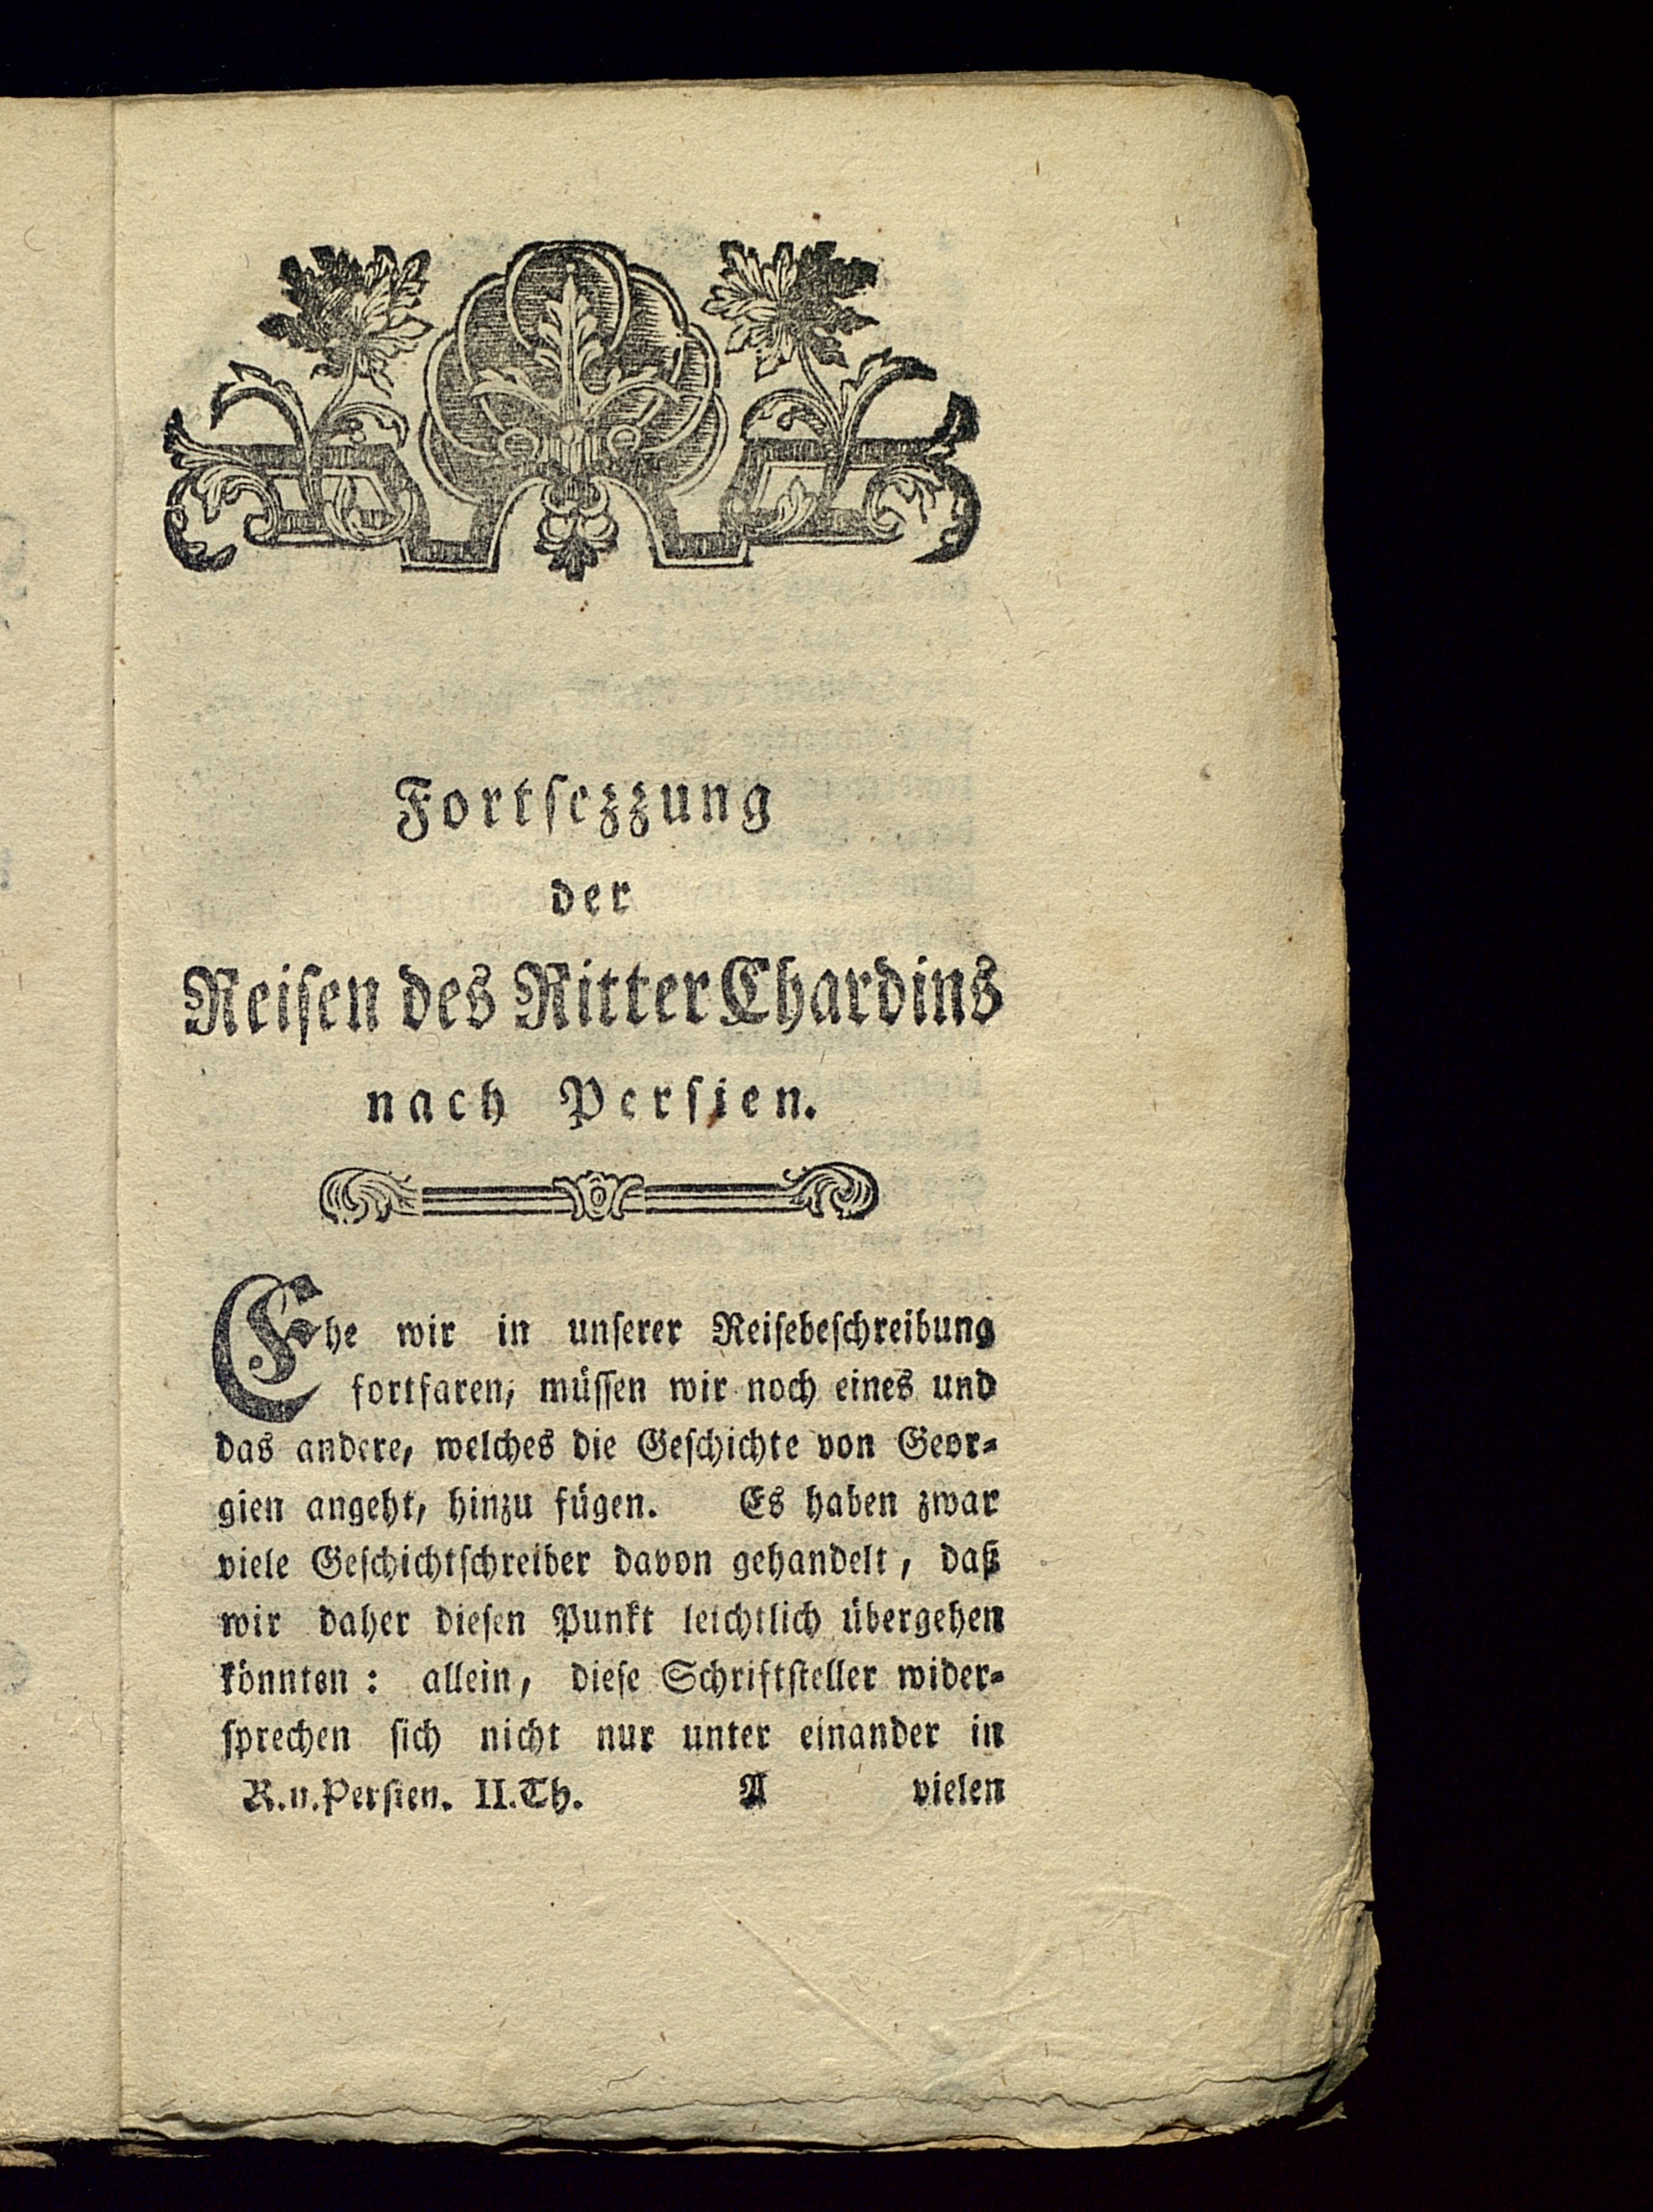 Fortsezzung
der
Reisen des Ritter Chardins
nach Persien.
Ehe wir in unserer Reisebeschreibung
fortfaren, müssen wir noch eines und
das andere, welches die Geschichte von Geor-
gien angeht, hinzu fügen. Es haben zwar
viele Geschichtschreiber davon gehandelt, daß
wir daher diesen Punkt leichtlich übergehen
könnten: allein, diese Schriftsteller wider-
sprechen sich nicht nur unter einander in
R.n.Persien. II.Th. A vielen